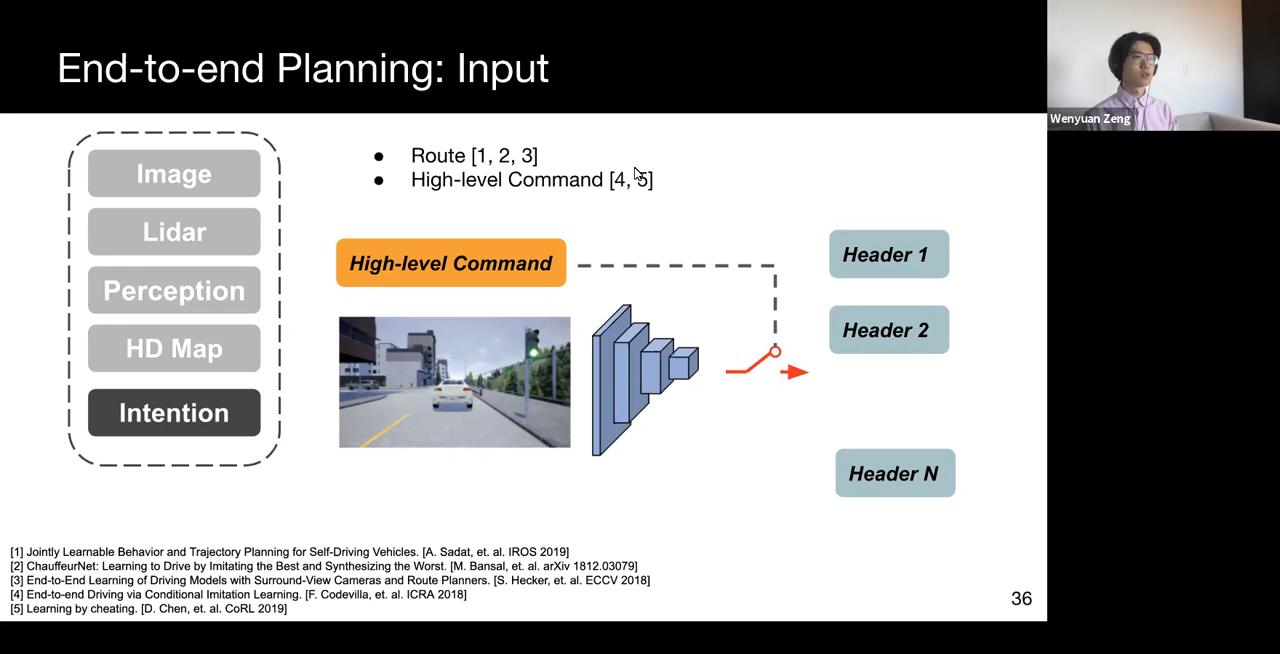 End-to-end Planning: Input
Wenyuan Zeng
Image
Lidar
Perception
HD Map
Intention
● Route [1, 2, 3]
● High-level Command [4, 5]
High-level Command
Header 1
Header 2
Header N
[1] Jointly Learnable Behavior and Trajectory Planning for Self-Driving Vehicles. [A. Sadat, et. al. IROS 2019]
[2] ChauffeurNet: Learning to Drive by Imitating the Best and Synthesizing the Worst. [M. Bansal, et. al. arXiv 1812.03079]
[3] End-to-End Learning of Driving Models with Surround-View Cameras and Route Planners. [S. Hecker, et. al. ECCV 2018]
[4] End-to-end Driving via Conditional Imitation Learning. [F. Codevilla, et. al. ICRA 2018]
[5] Learning by cheating. [D. Chen, et. al. CoRL 2019]
36